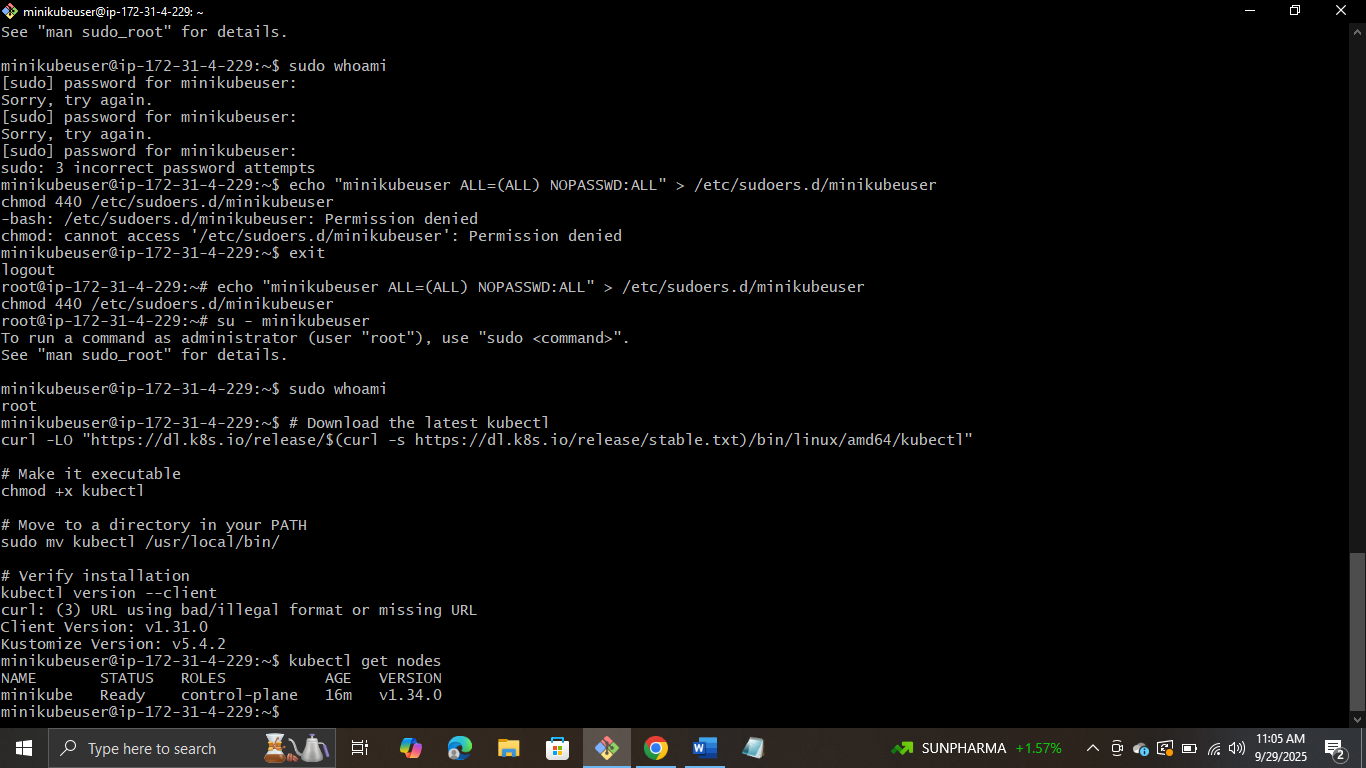 minikubeuser@ip-172-31-4-229: ~
See "man sudo_root" for details.
minikubeuser@ip-172-31-4-229:~$ sudo whoami
[sudo] password for minikubeuser:
Sorry, try again.
[sudo] password for minikubeuser:
Sorry, try again.
[sudo] password for minikubeuser:
sudo: 3 incorrect password attempts
minikubeuser@ip-172-31-4-229:~$ echo "minikubeuser ALL=(ALL) NOPASSWD:ALL" > /etc/sudoers.d/minikubeuser
chmod 440 /etc/sudoers.d/minikubeuser
-bash: /etc/sudoers.d/minikubeuser: Permission denied
chmod: cannot access '/etc/sudoers.d/minikubeuser': Permission denied
minikubeuser@ip-172-31-4-229:~$ exit
logout
root@ip-172-31-4-229:~# echo "minikubeuser ALL=(ALL) NOPASSWD:ALL" > /etc/sudoers.d/minikubeuser
chmod 440 /etc/sudoers.d/minikubeuser
root@ip-172-31-4-229:~# su - minikubeuser
To run a command as administrator (user "root"), use "sudo <command>".
See "man sudo_root" for details.
minikubeuser@ip-172-31-4-229:~$ sudo whoami
root
minikubeuser@ip-172-31-4-229:~$ # Download the latest kubectl
curl -LO "https://dl.k8s.io/release/$(curl -s https://dl.k8s.io/release/stable.txt)/bin/linux/amd64/kubectl"
# Make it executable
chmod +x kubectl
# Move to a directory in your PATH
sudo mv kubectl /usr/local/bin/
# Verify installation
kubectl version --client
curl: (3) URL using bad/illegal format or missing URL
Client Version: v1.31.0
Kustomize Version: v5.4.2
minikubeuser@ip-172-31-4-229:~$ kubectl get nodes
NAME STATUS ROLES AGE VERSION
minikube Ready control-plane 16m v1.34.0
minikubeuser@ip-172-31-4-229:~$
Type here to search
SUNPHARMA +1.57%
11:05 AM
9/29/2025
2